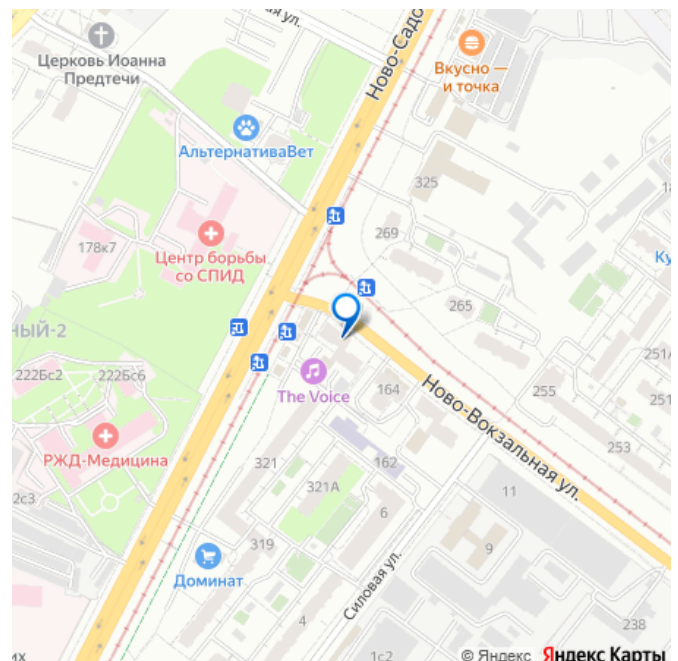 ая ул.
Церковь Иоанна
Предтечи
Ново-Садо
Вкусно —
и точка
АльтернативаВет
325
178к7
Центр борьбы
со СПИД
269
Ку
НЫЙ-2
265
222Бс2
222Бс6
The Voice
164
Ново-Вокзальная ул.
255
251
РЖД-Медицина
253
321
162
321А
11
2с3
6
319
9
Доминат
Силовая ул.
4
238
1с2
их
© Яндекс Яндекс Карты